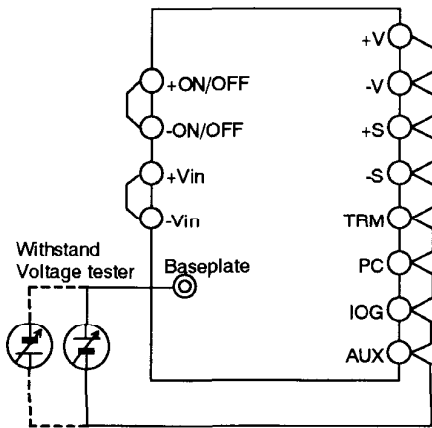 +V
+ON/OFF
-V
-ON/OFF
+S
+Vin
-S
-Vin
TRM
Withstand
Voltage tester
Baseplate
PC
IOG
AUX